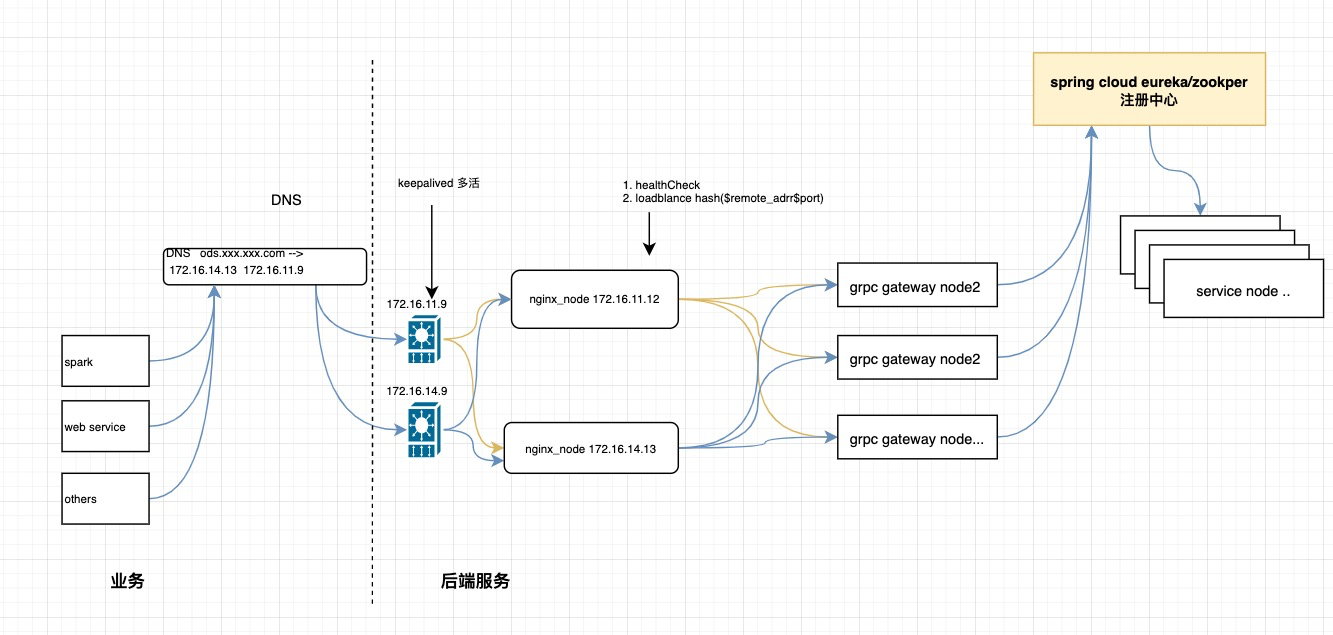 spring cloud eureka/zookper
注册中心
keepalived 多活
1. healthCheck
2. loadblance hash($remote_adrr$port)
DNS
DNS   ods.xxx.xxx.com -->
172.16.14.13  172.16.11.9
172.16.11.9
nginx_node 172.16.11.12
grpc gateway node2
service node ..
spark
grpc gateway node2
172.16.14.9
web service
nginx_node 172.16.14.13
grpc gateway node...
others
业务
后端服务